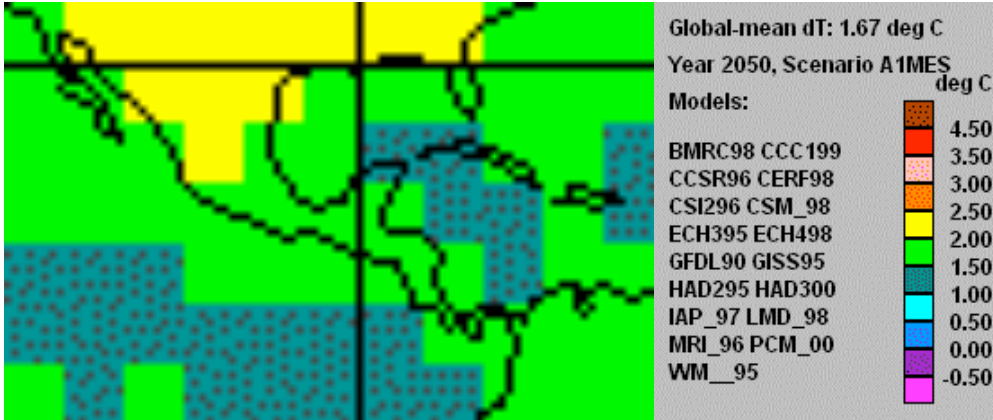 Global-mean dT: 1.67 deg C
Year 2050, Scenario A1MES
deg C
Models:
BMRC98 CCC199
CCSR96 CERF98
CSI296 CSM_98
ECH395 ECH498
GFDL90 GISS95
HAD295 HAD300
IAP_97 LMD_98
MRI_96 PCM_00
WM__95
4.50
3.50
3.00
2.50
2.00
1.50
1.00
0.50
0.00
-0.50